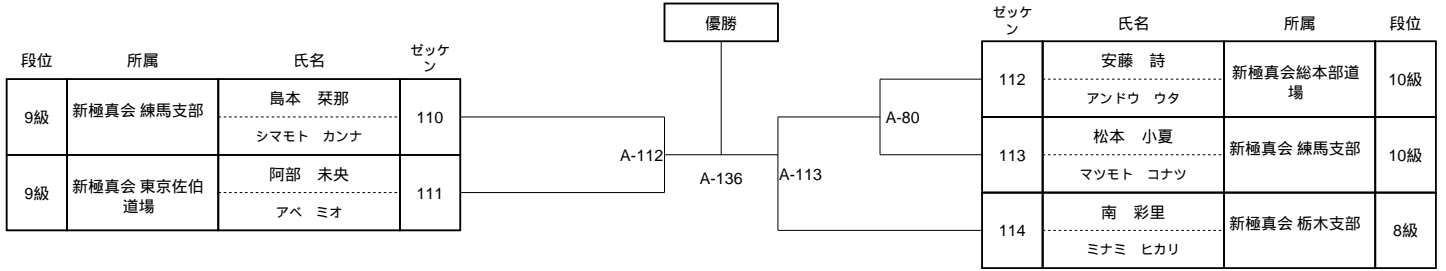 優勝
段位 所属 氏名 ゼッケン
9級 新極真会 練馬支部 島本 栞那 110
シマモト カンナ
9級 新極真会 東京佐伯道場 阿部 未央 111
アベ ミオ
A-112
A-136
A-113
A-80
ゼッケン 氏名 所属 段位
112 安藤 詩 新極真会総本部道場 10級
アンドウ ウタ
113 松本 小夏 新極真会 練馬支部 10級
マツモト コナツ
114 南 彩里 新極真会 栃木支部 8級
ミナミ ヒカリ